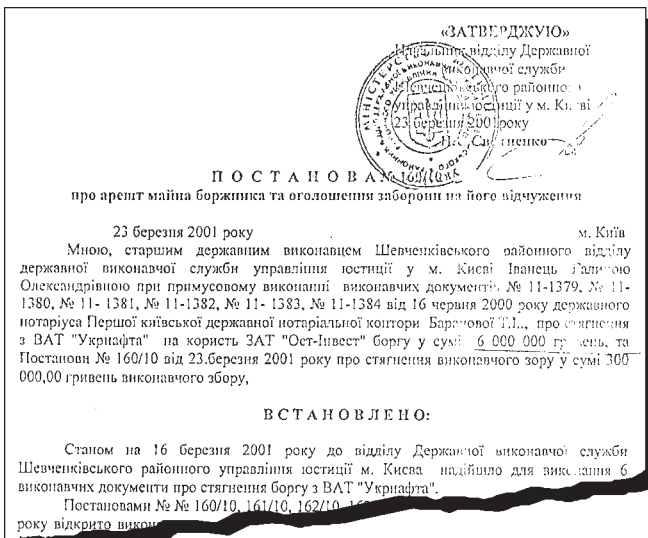 «ЗАТВЕРДЖУЮ»
Начальник відділу Державної
виконавчої служби
Шевченківського районного
управління юстиції у м. Києві
23 березня 2001року
П О С Т А Н О В А №
про арешт майна боржника та оголошення заборони на його відчуження
23 березня 2001 року м. Київ
Мною, старшим державним виконавцем Шевченківського районного відділу
державної виконавчої служби управління юстиції у м. Києві Іванець Галиною
Олександрівною при примусовому виконанні виконавчих документів № 11-1379, № 11-
1380, № 11- 1381, № 11-1382, № 11- 1383, № 11-1384 від 16 червня 2000 року державного
нотаріуса Першої київської державної нотаріальної контори Баранової Т.І.., про стягнення
з ВАТ "Укрнафта" на користь ЗАТ "Ост-Інвест" боргу у сумі 6 000 000 гривень, та
Постанови № 160/10 від 23.березня 2001 року про стягнення виконавчого зору у сумі 300
000,00 гривень виконавчого збору,
В С Т А Н О В Л Е Н О:
Станом на 16 березня 2001 року до відділу Державної виконавчої служби
Шевченківського районного управління юстиції м. Києва надійшло для виконання 6
виконавчих документи про стягнення боргу з ВАТ "Укрнафта".
Постановами № № 160/10, 161/10, 162/10,
року відкрито